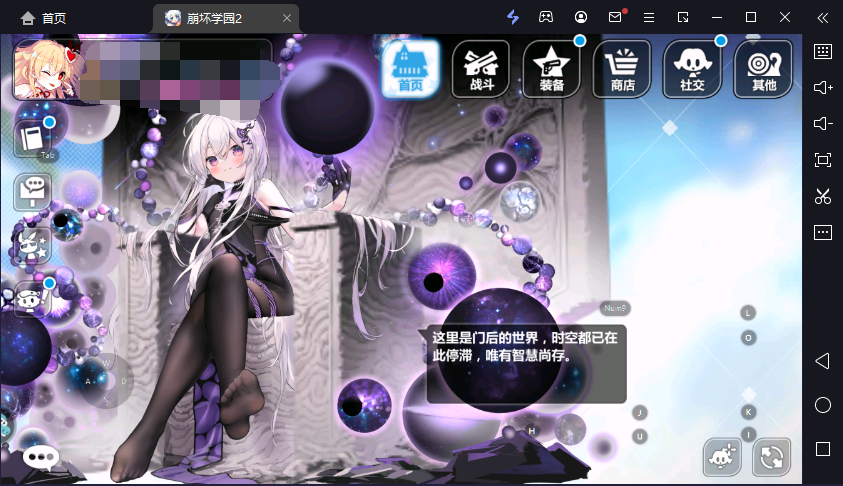 首页
崩坏学园2
首页
战斗
装备
商店
社交
其他
Tab
Num?
这里是门后的世界，时空都已在
此停滞，唯有智慧尚存。
L
O
W
A
D
J
K
H
U
I